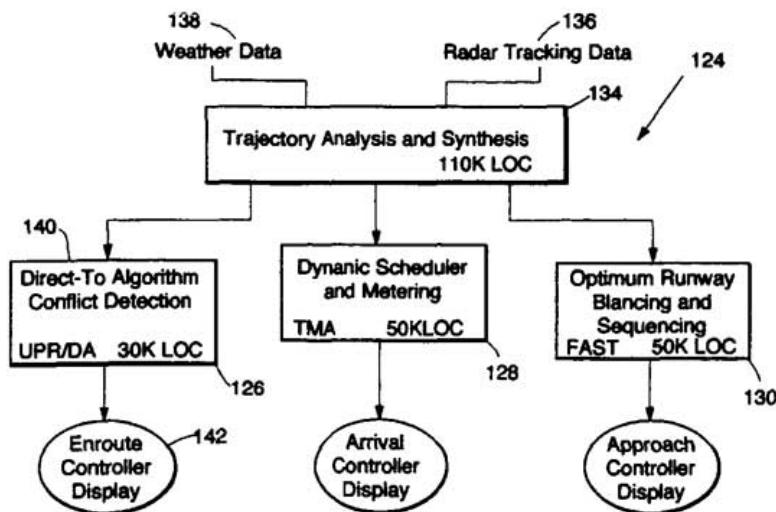 138
Weather Data
136
Radar Tracking Data
124
134
Trajectory Analysis and Synthesis
110K LOC
140
Direct-To Algorithm
Conflict Detection
UPR/DA 30K LOC
126
Dynanic Scheduler
and Metering
TMA 50KLOC
128
Optimum Runway
Blancing and
Sequencing
FAST 50K LOC
130
Enroute
Controller
Display
142
Arrival
Controller
Display
Approach
Controller
Display